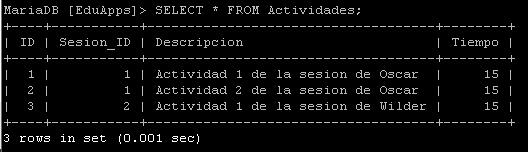 MariaDB [EduApps]> SELECT * FROM Actividades;
+----+-----------+-----------------------------------+--------+
| ID | Sesion_ID | Descripcion                       | Tiempo |
+----+-----------+-----------------------------------+--------+
|  1 |         1 | Actividad 1 de la sesion de Oscar  |     15 |
|  2 |         1 | Actividad 2 de la sesion de Oscar  |     15 |
|  3 |         2 | Actividad 1 de la sesion de Wilder |     15 |
+----+-----------+-----------------------------------+--------+
3 rows in set (0.001 sec)